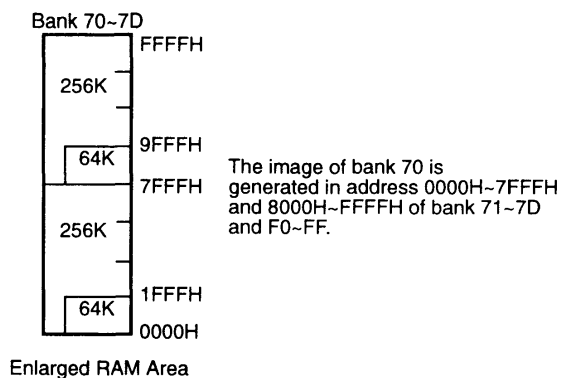 Bank 70~7D
FFFFH
256K
9FFFH
64K
7FFFH
The image of bank 70 is
generated in address 0000H~7FFFH
and 8000H~FFFFH of bank 71~7D
and F0~FF.
256K
1FFFH
64K
0000H
Enlarged RAM Area